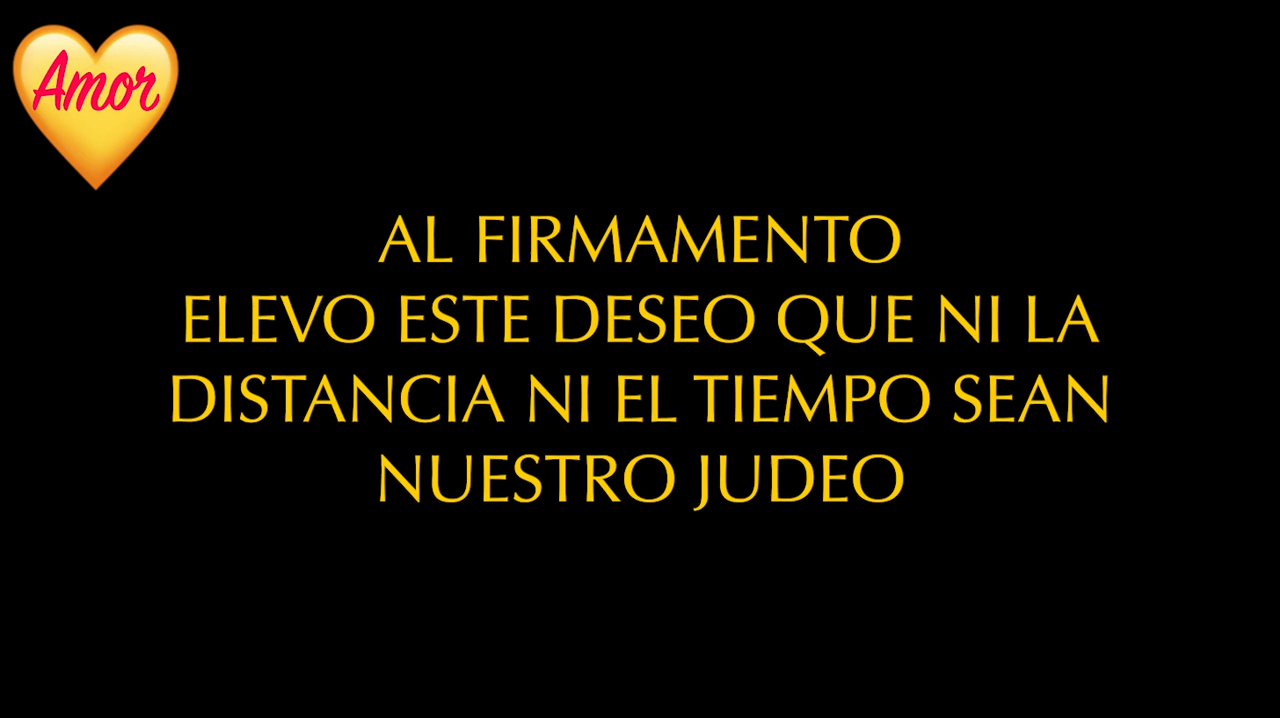 Amor
AL FIRMAMENTO
ELEVO ESTE DESEO QUE NI LA
DISTANCIA NI EL TIEMPO SEAN
NUESTRO JUDEO